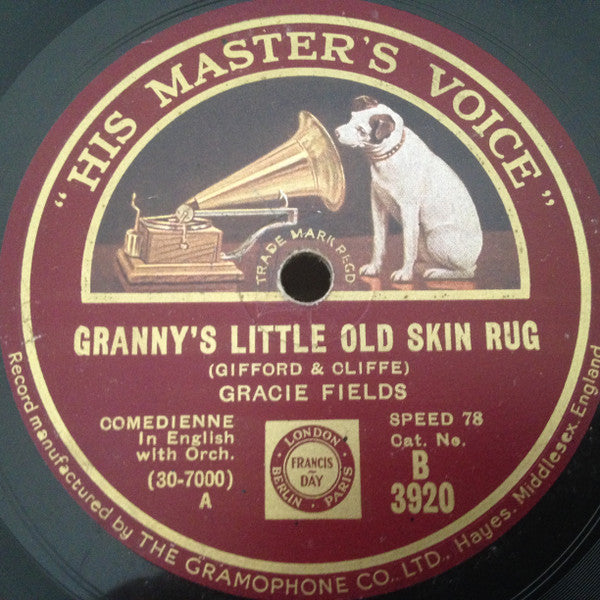 "HIS MASTER'S VOICE"
TRADE MARK REGD
GRANNY'S LITTLE OLD SKIN RUG
(GIFFORD & CLIFFE)
GRACIE FIELDS
COMEDIENNE
In English
with Orch.
(30-7000)
A
LONDON
FRANCIS
DAY
BERLIN PARIS
SPEED 78
Cat. No.
B
3920
Record manufactured by THE GRAMOPHONE CO., LTD., Hayes, Middlesex, England.